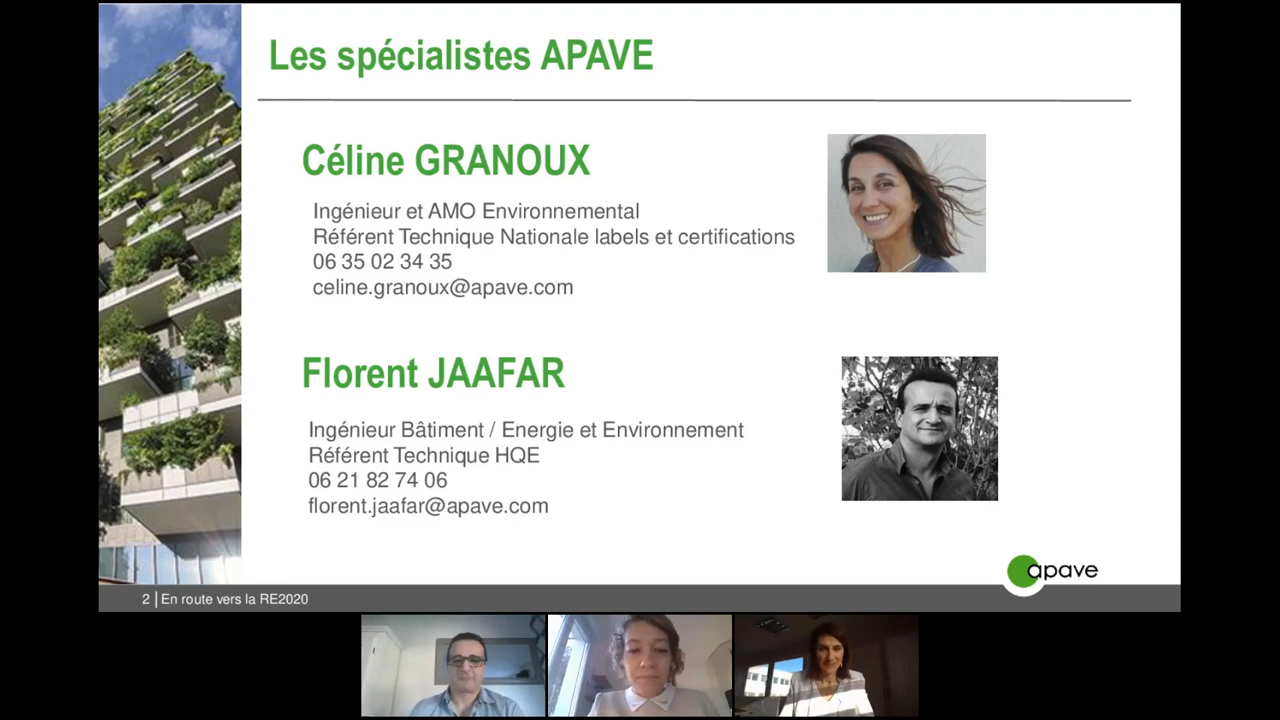 Les spécialistes APAVE
Céline GRANOUX
Ingénieur et AMO Environnemental
Référent Technique Nationale labels et certifications
06 35 02 34 35
celine.granoux@apave.com
Florent JAAFAR
Ingénieur Bâtiment / Energie et Environnement
Référent Technique HQE
06 21 82 74 06
florent.jaafar@apave.com
apave
2 | En route vers la RE2020